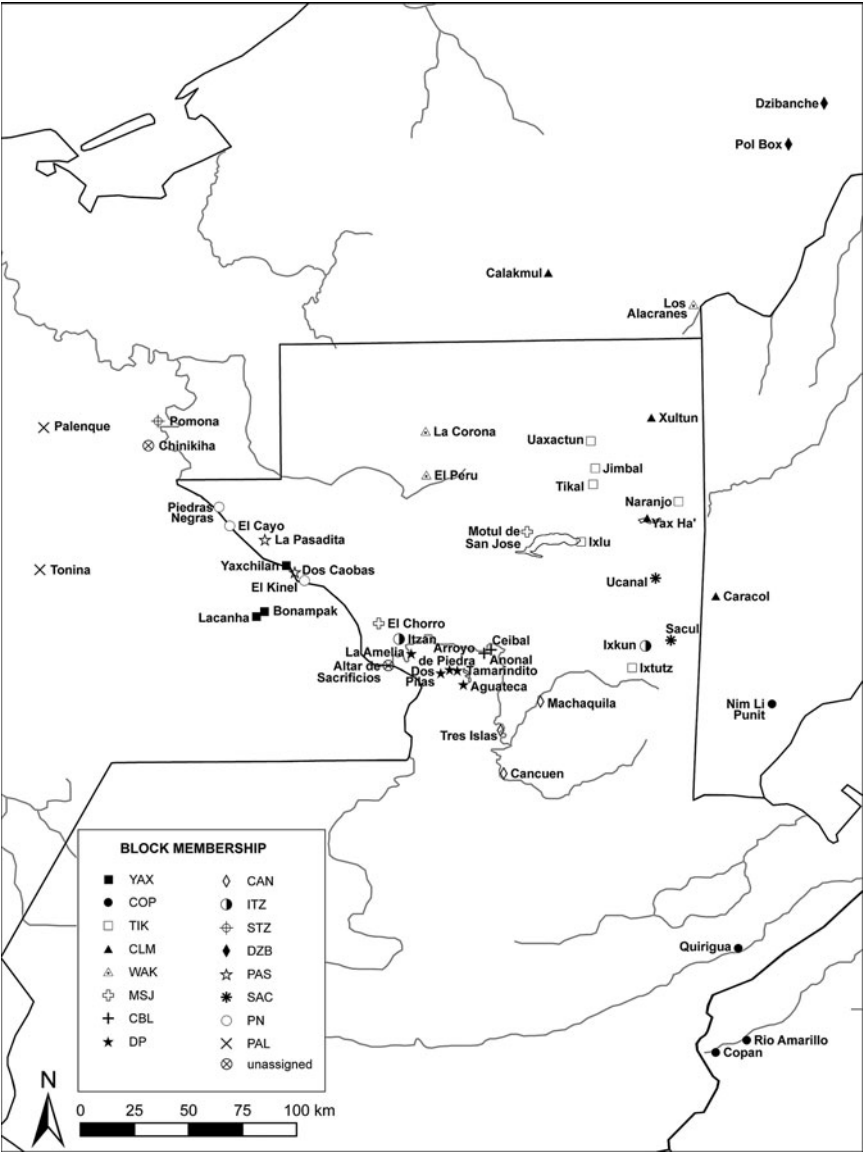 Dzibanche
Pol Box
Calakmul
Los
Alacranes
Palenque
Pomona
Chinikiha
La Corona
El Peru
Xultun
Uaxactun
Jimbal
Tikal
Naranjo
Yax Ha'
Piedras
Negras
El Cayo
La Pasadita
Motul de
San Jose
Ixlu
Tonina
Yaxchilan
Dos Caobas
El Kinel
Ucanal
Caracol
Lacanha
Bonampak
El Chorro
Itzan
La Amelia
Altar de
Sacrificios
Arroyo
de Piedra
Ceibal
Anonal
Dos
Pilas
Tamarindito
Aguateca
Sacul
Ixkun
Ixtutz
Machaquila
Nim Li
Punit
Tres Islas
Cancuen
BLOCK MEMBERSHIP
YAX
COP
TIK
CLM
WAK
MSJ
CBL
DP
CAN
ITZ
STZ
DZB
PAS
SAC
PN
PAL
unassigned
Quirigua
Rio Amarillo
Copan
N
0 25 50 75 100 km